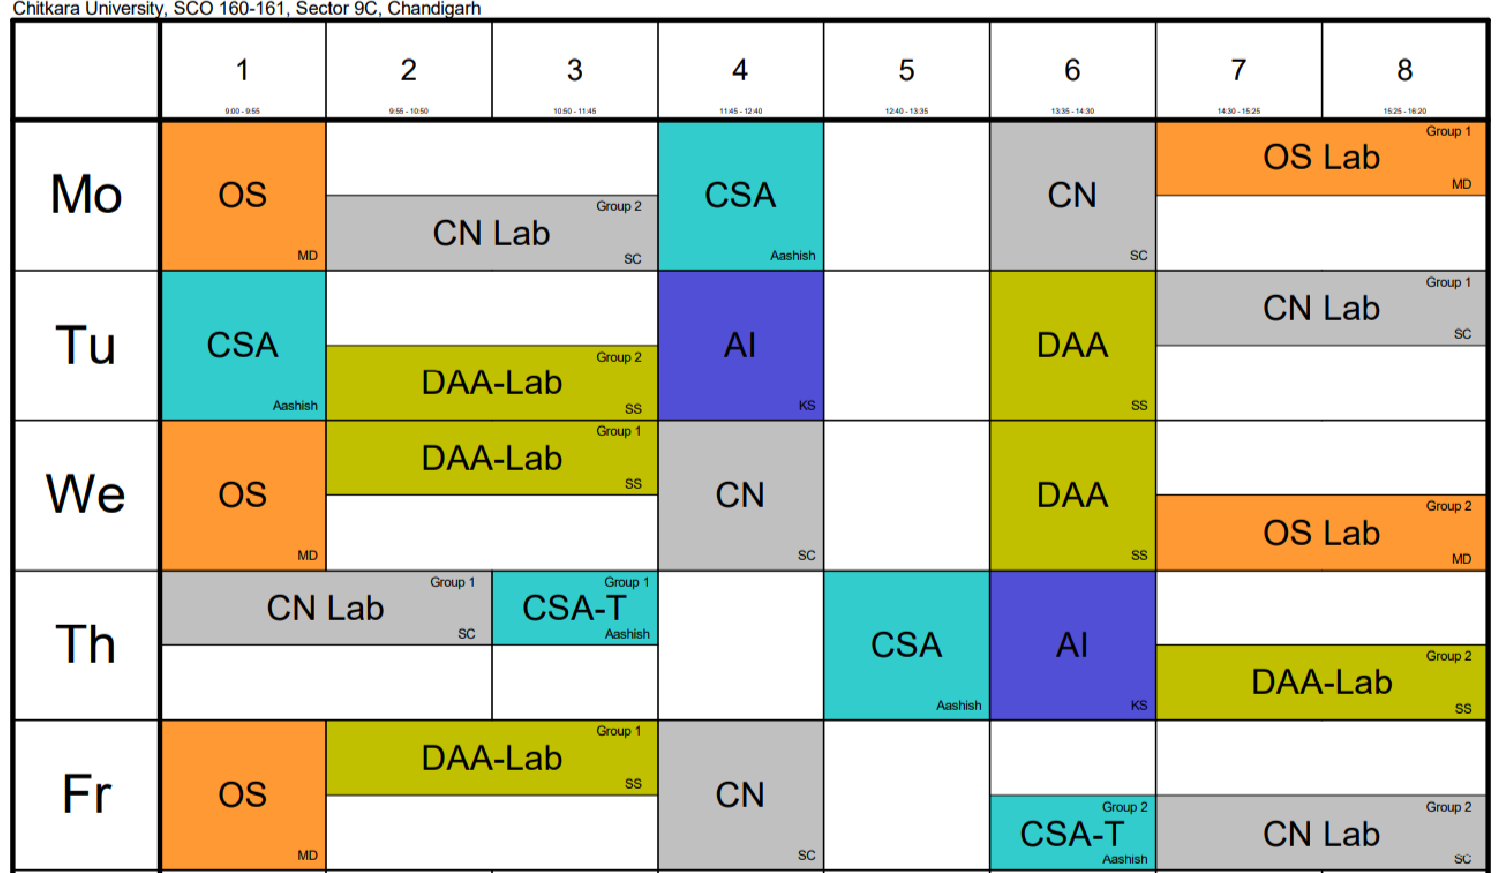 Chitkara University, SCO 160-161, Sector 9C, Chandigarh
1 2 3 4 5 6 7 8
9:00 - 9:55 9:55 - 10:50 10:50 - 11:45 11:45 - 12:40 12:40 - 13:35 13:35 - 14:30 14:30 - 15:25 15:25 - 16:20
Mo
OS
MD
Group 2
CN Lab
SC
CSA
Aashish
CN
SC
Group 1
OS Lab
MD
Tu
CSA
Aashish
Group 2
DAA-Lab
SS
AI
KS
DAA
SS
Group 1
CN Lab
SC
We
OS
MD
Group 1
DAA-Lab
SS
CN
SC
DAA
SS
Group 2
OS Lab
MD
Th
Group 1
CN Lab
SC
Group 1
CSA-T
Aashish
CSA
Aashish
AI
KS
Group 2
DAA-Lab
SS
Fr
OS
MD
Group 1
DAA-Lab
SS
CN
SC
Group 2
CSA-T
Aashish
Group 2
CN Lab
SC